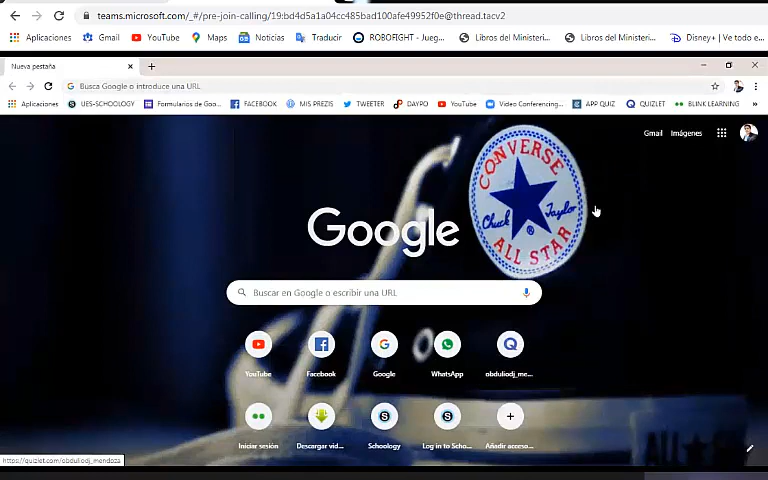 teams.microsoft.com/_#/pre-join-calling/19:bd4d5a1a04cc485bad100afe49952f0e@thread.tacv2
Aplicaciones Gmail YouTube Maps Noticias Traducir ROBOFIGHT - Jueg... Libros del Ministeri... Libros del Ministeri... Disney+ | Ve todo e...
Nueva pestaña
Busca Google o introduce una URL
Aplicaciones UES-SCHOOLOGY Formularios de Goo... FACEBOOK MIS PREZIS TWEETER DAYPO YouTube Video Conferencing... APP QUIZ QUIZLET BLINK LEARNING
Gmail Imágenes
CONVERSE
Chuck Taylor
®
ALL STAR
Google
Buscar en Google o escribir una URL
YouTube Facebook Google WhatsApp obduliodj_me...
Iniciar sesión Descargar vid... Schoology Log in to Scho... Añadir acceso...
ALL STAR
https://quizlet.com/obduliodj_mendoza